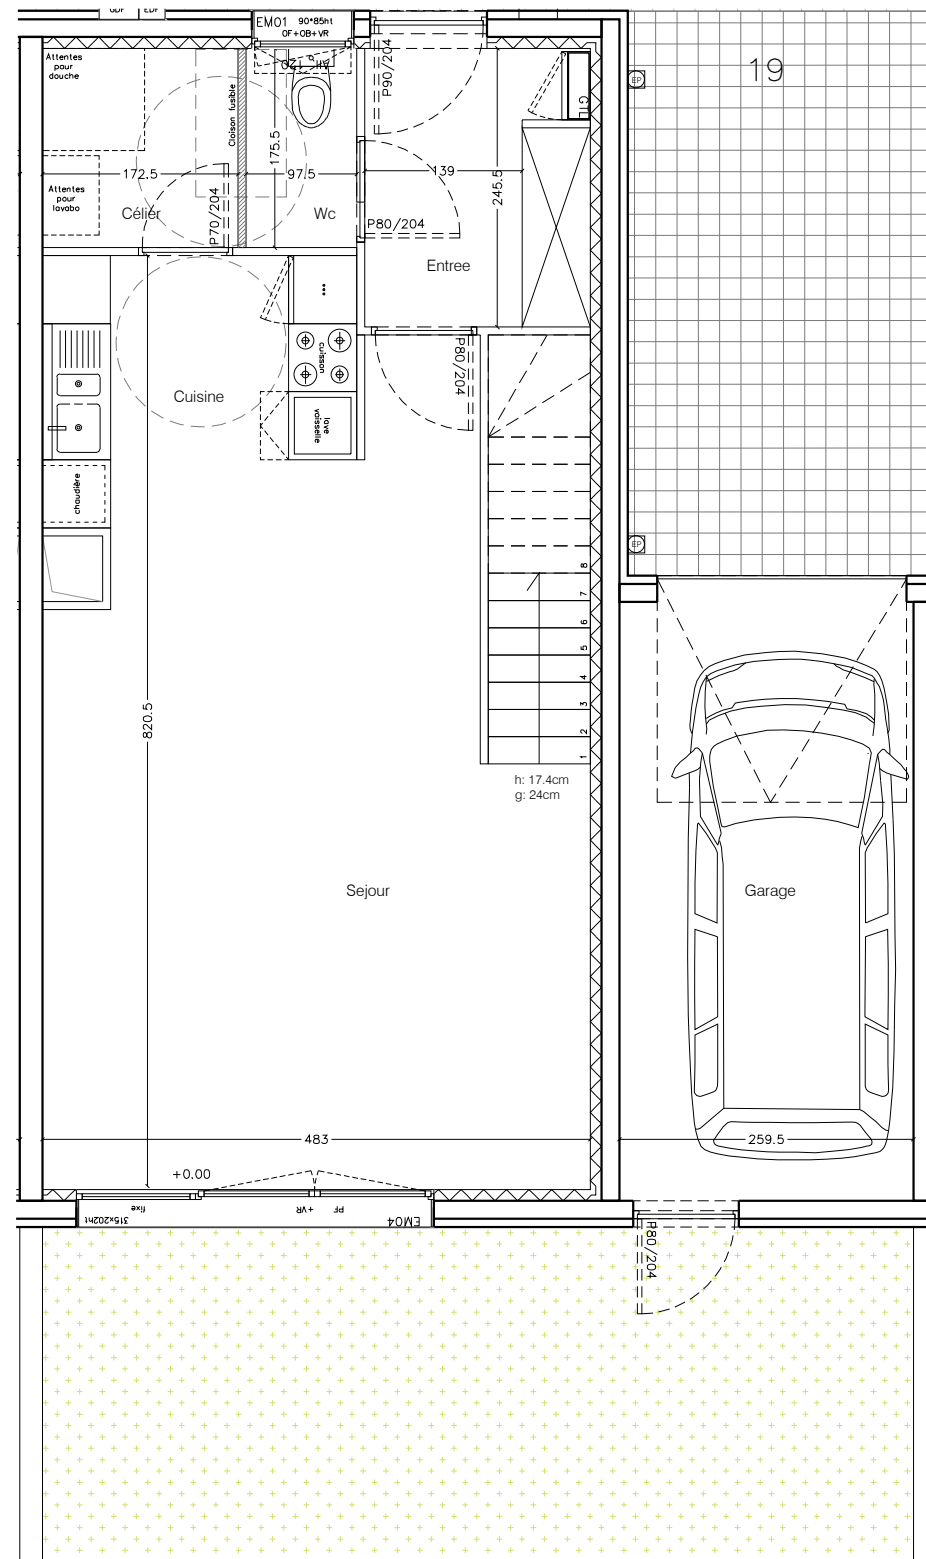 GDF
EDF
EM01 90*85ht
OF+OB+VR
All. 120
P90/204
19
EP
Attentes
pour
douche
Cloison fusible
GTL
175.5
172.5
97.5
139
245.5
Attentes
pour
lavabo
Célier
P70/204
Wc
P80/204
Entree
cuisson
P80/204
Cuisine
lave
vaisselle
chaudière
EP
8
7
6
5
4
3
2
1
820.5
h: 17.4cm
g: 24cm
Sejour
Garage
483
259.5
+0.00
315x202ht
fixe
+VR
PF
EM04
P80/204